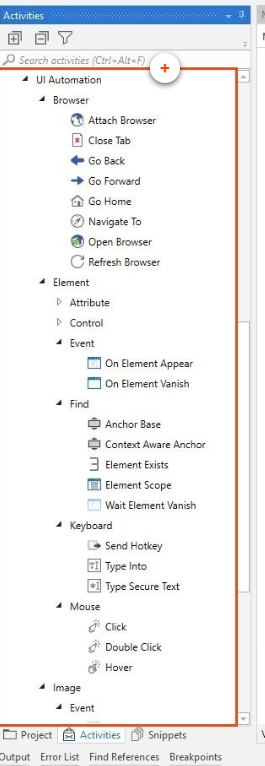 Activities
Search activities (Ctrl+Alt+F)
UI Automation
Browser
Attach Browser
Close Tab
Go Back
Go Forward
Go Home
Navigate To
Open Browser
Refresh Browser
Element
Attribute
Control
Event
On Element Appear
On Element Vanish
Find
Anchor Base
Context Aware Anchor
Element Exists
Element Scope
Wait Element Vanish
Keyboard
Send Hotkey
Type Into
Type Secure Text
Mouse
Click
Double Click
Hover
Image
Event
Project Activities Snippets
Output Error List Find References Breakpoints